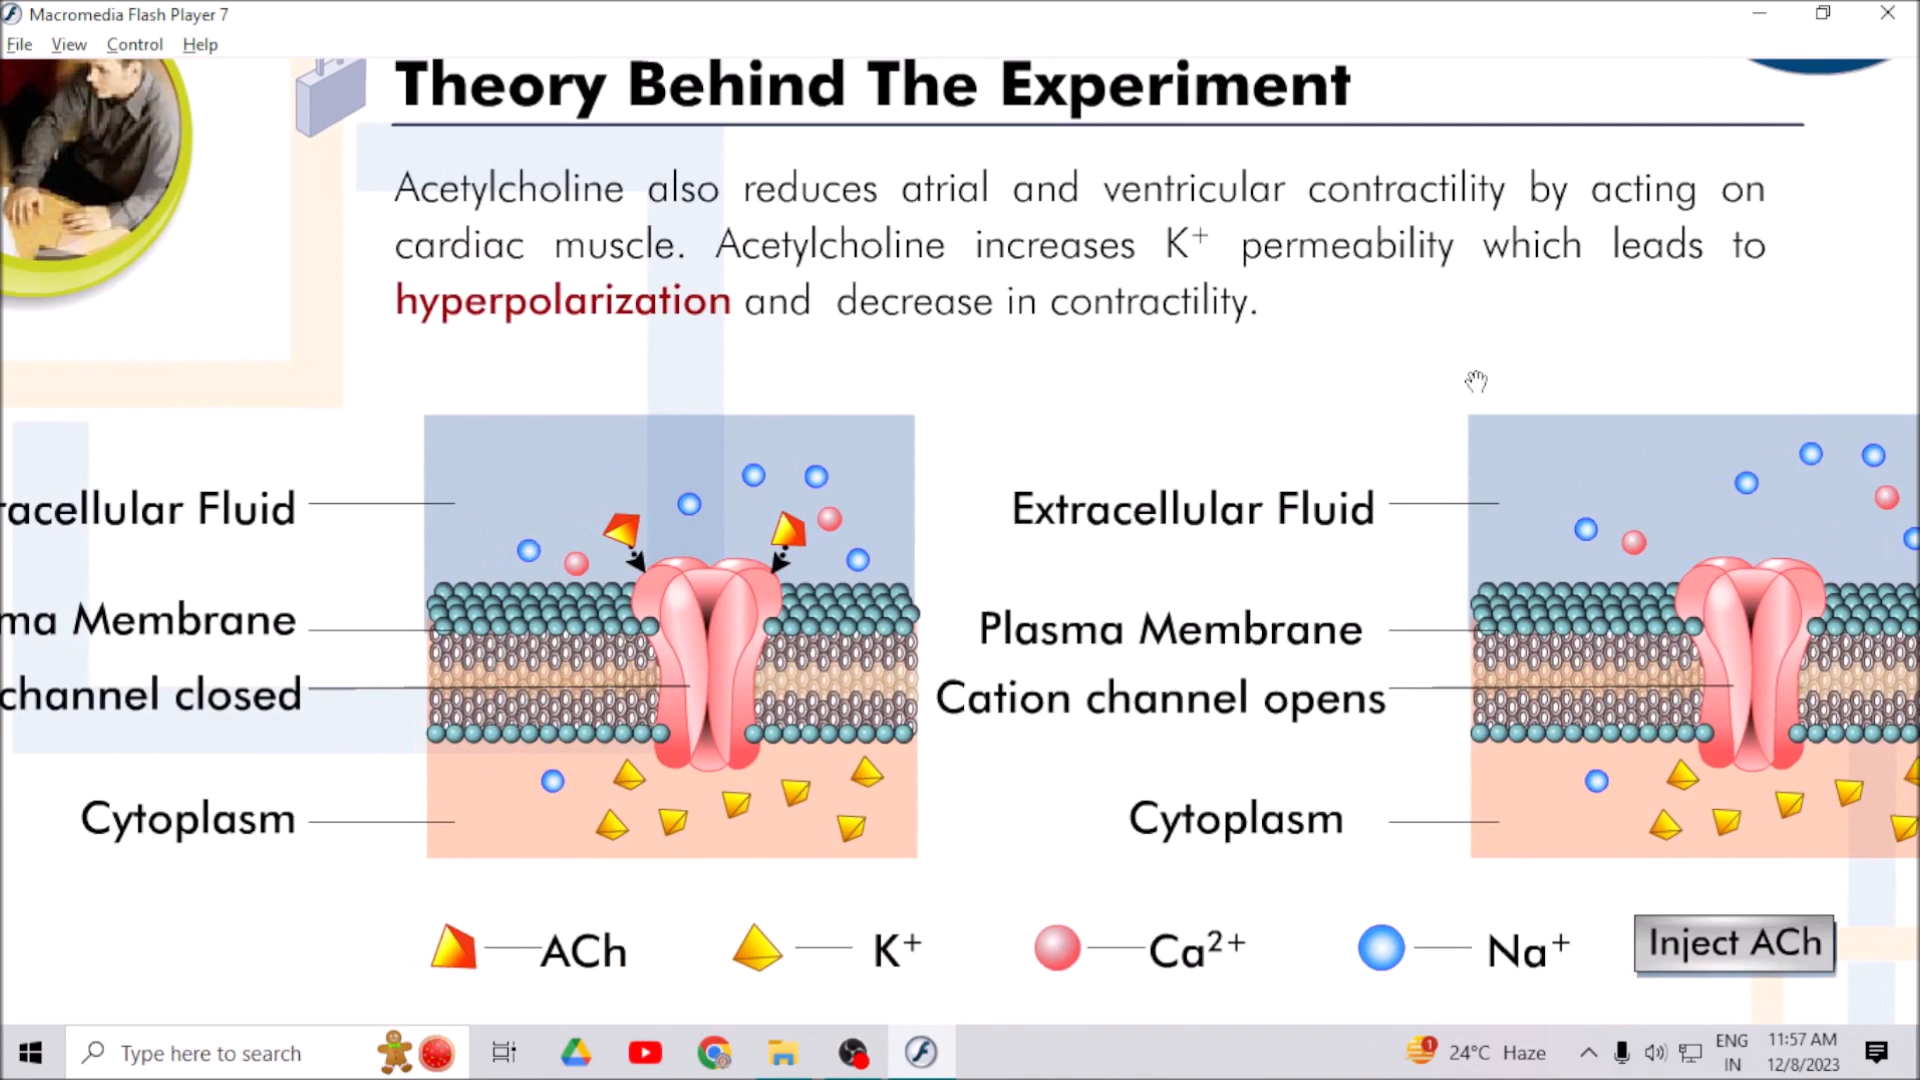 Macromedia Flash Player 7
File View Control Help
Theory Behind The Experiment
Acetylcholine also reduces atrial and ventricular contractility by acting on
cardiac muscle. Acetylcholine increases K⁺ permeability which leads to
hyperpolarization and decrease in contractility.
racellular Fluid
Extracellular Fluid
ma Membrane
Plasma Membrane
channel closed
Cation channel opens
Cytoplasm
Cytoplasm
ACh
K⁺
Ca²⁺
Na⁺
Inject ACh
Type here to search
1
24°C Haze
ENG
IN
11:57 AM
12/8/2023